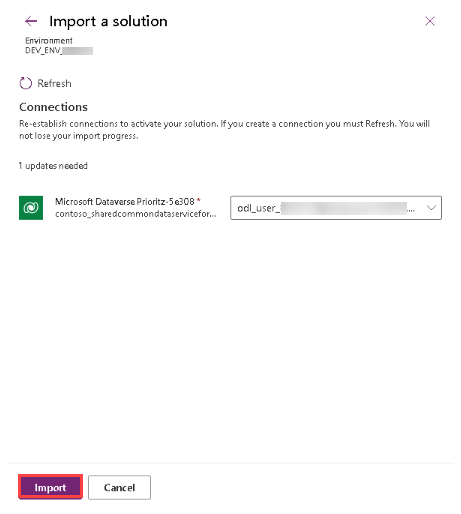 Import a solution
Environment
DEV_ENV_
Refresh
Connections
Re-establish connections to activate your solution. If you create a connection you must Refresh. You will
not lose your import progress.
1 updates needed
Microsoft Dataverse Prioritz-5e308 *
contoso_sharedcommondataservicefor...
odl_user_ ...
Import
Cancel